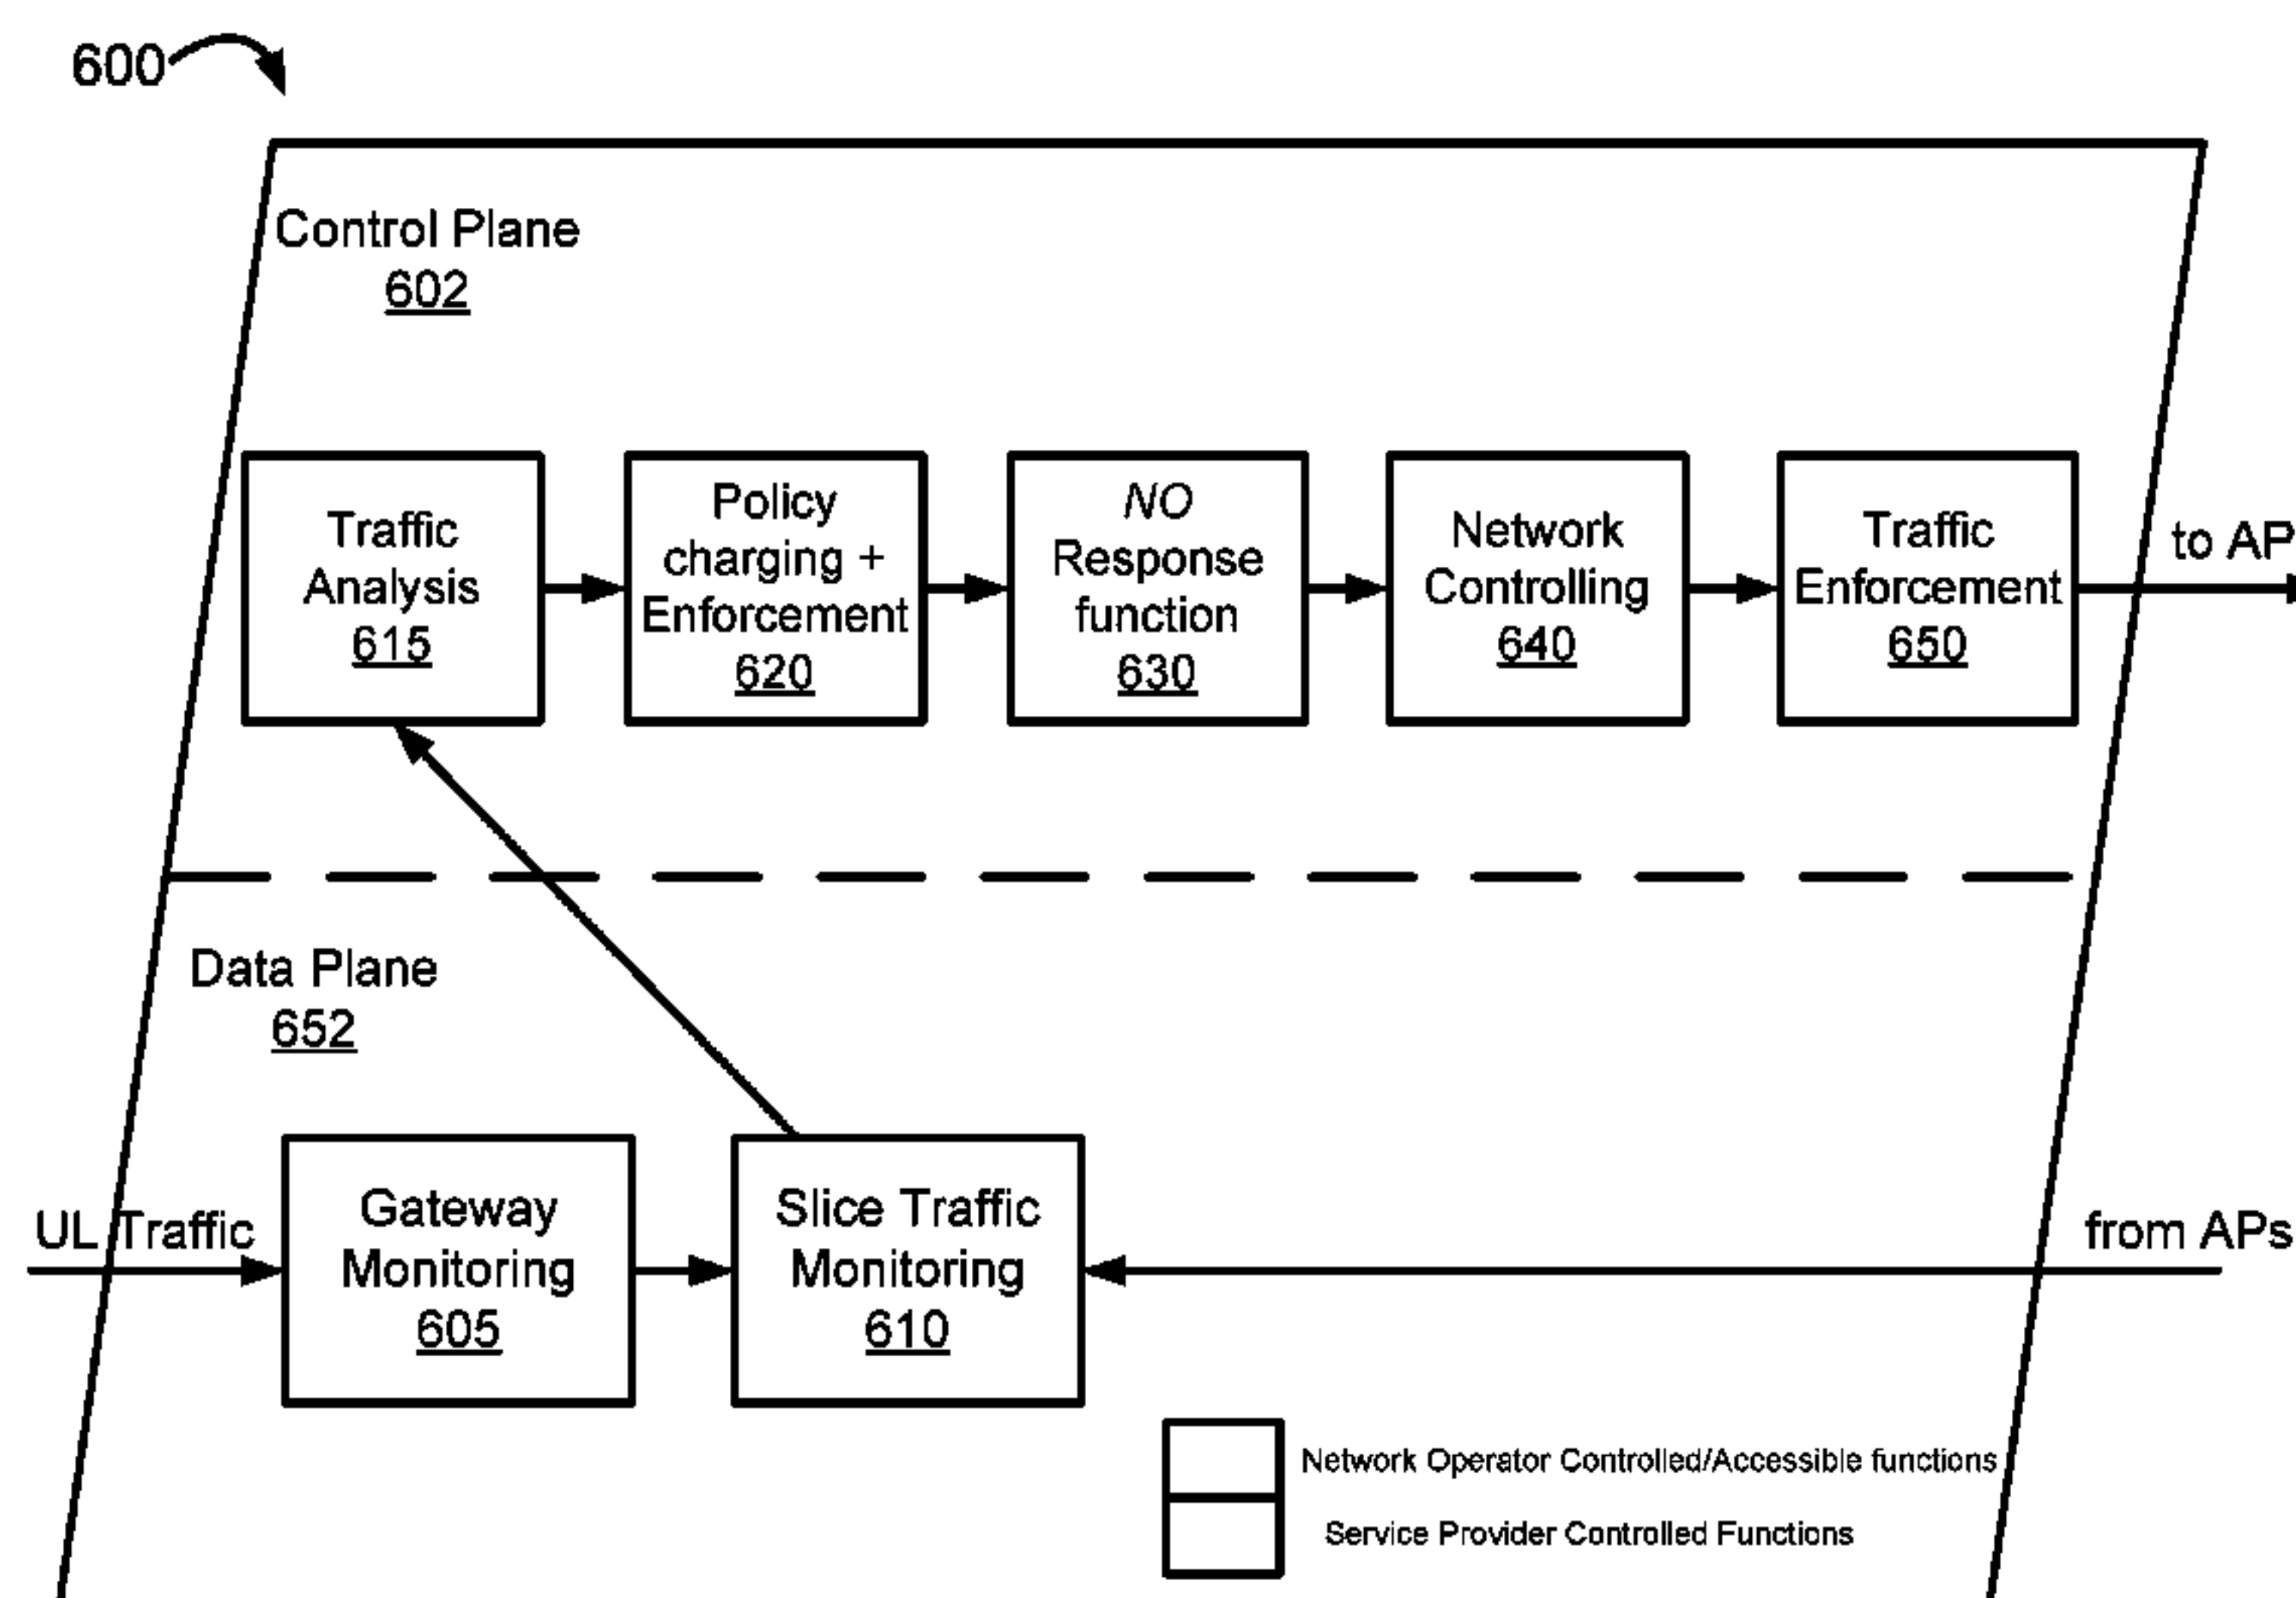 600
Control Plane
602
Traffic
Analysis
615
Policy
charging +
Enforcement
620
NO
Response
function
630
Network
Controlling
640
Traffic
Enforcement
650
to AP
Data Plane
652
UL Traffic
Gateway
Monitoring
605
Slice Traffic
Monitoring
610
from APs
Network Operator Controlled/Accessible functions
Service Provider Controlled Functions